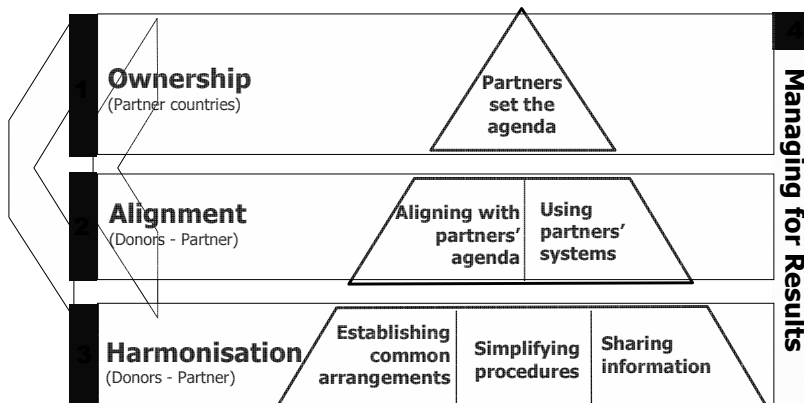 1
Ownership
(Partner countries)
Partners
set the
agenda
2
Alignment
(Donors - Partner)
Aligning with
partners’
agenda
Using
partners’
systems
3
Harmonisation
(Donors - Partner)
Establishing
common
arrangements
Simplifying
procedures
Sharing
information
4
Managing for Results